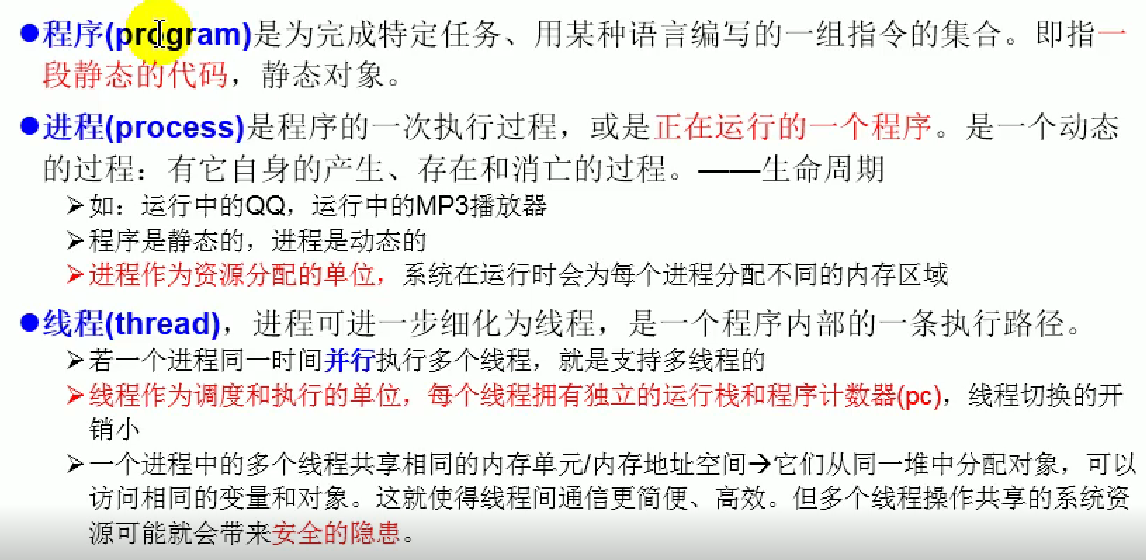 ●程序(program)是为完成特定任务、用某种语言编写的一组指令的集合。即指一
段静态的代码，静态对象。
●进程(process)是程序的一次执行过程，或是正在运行的一个程序。是一个动态
的过程：有它自身的产生、存在和消亡的过程。——生命周期
➢如：运行中的QQ，运行中的MP3播放器
➢程序是静态的，进程是动态的
➢进程作为资源分配的单位，系统在运行时会为每个进程分配不同的内存区域
●线程(thread)，进程可进一步细化为线程，是一个程序内部的一条执行路径。
➢若一个进程同一时间并行执行多个线程，就是支持多线程的
➢线程作为调度和执行的单位，每个线程拥有独立的运行栈和程序计数器(pc)，线程切换的开
销小
➢一个进程中的多个线程共享相同的内存单元/内存地址空间→它们从同一堆中分配对象，可以
访问相同的变量和对象。这就使得线程间通信更简便、高效。但多个线程操作共享的系统资
源可能就会带来安全的隐患。